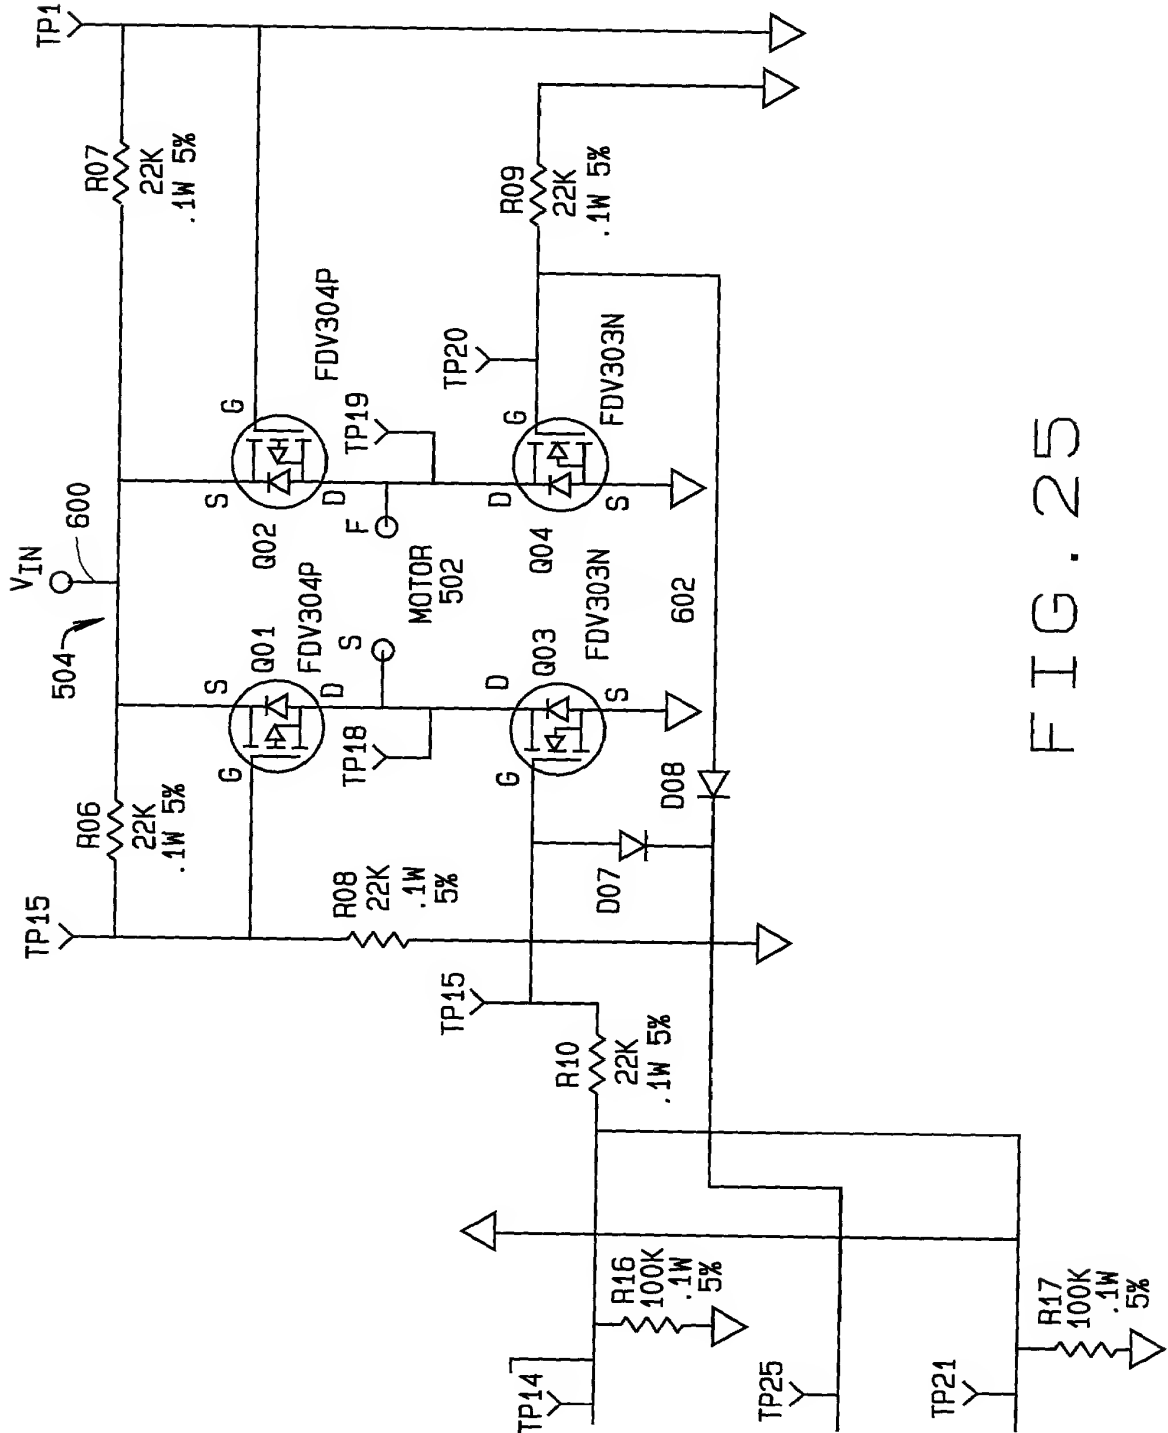 TP1
R07
22K
.1W 5%
VIN
600
504
R06
22K
.1W 5%
TP15
S
G
Q02
FDV304P
D
F
TP19
S
Q01
FDV304P
G
D
S
TP18
MOTOR
502
R08
22K
.1W
5%
R09
22K
.1W 5%
TP20
G
D
Q04
FDV303N
S
D
Q03
FDV303N
G
S
602
TP15
R10
22K
.1W 5%
D07
D08
TP14
R16
100K
.1W
5%
TP25
TP21
R17
100K
.1W
5%
FIG.25